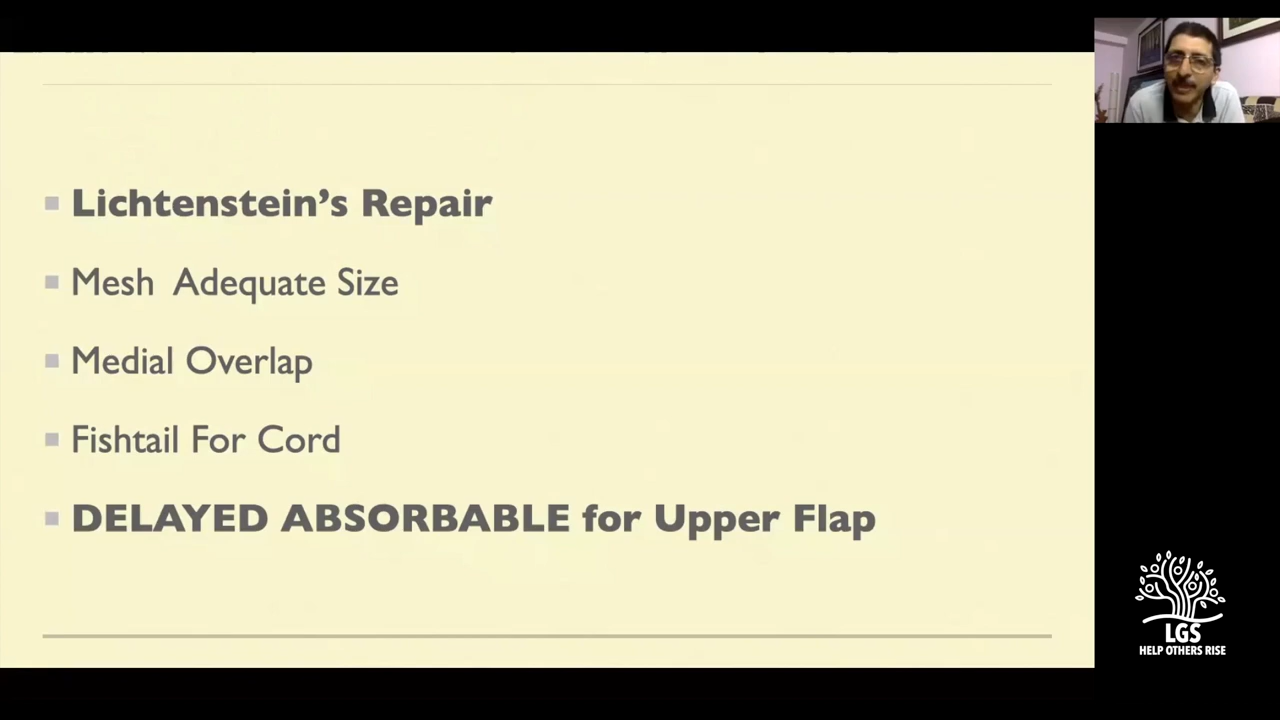 Lichtenstein’s Repair
Mesh Adequate Size
Medial Overlap
Fishtail For Cord
DELAYED ABSORBABLE for Upper Flap
LGS
HELP OTHERS RISE